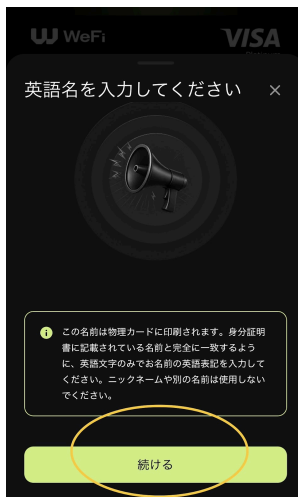 WeFi
VISA
英語名を入力してください
この名前は物理カードに印刷されます。身分証明
書に記載されている名前と完全に一致するよう
に、英語文字のみでお名前の英語表記を入力して
ください。ニックネームや別の名前は使用しない
でください。
続ける